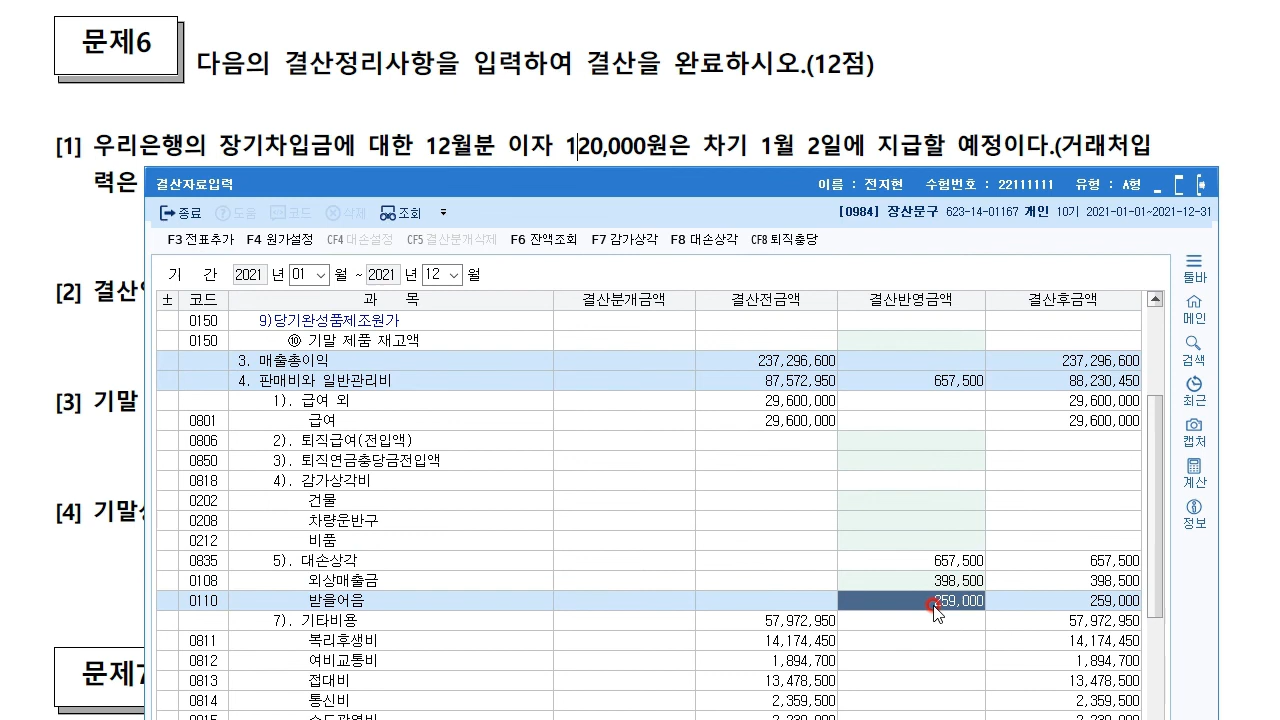 문제6
다음의 결산정리사항을 입력하여 결산을 완료하시오.(12점)
[1] 우리은행의 장기차입금에 대한 12월분 이자 120,000원은 차기 1월 2일에 지급할 예정이다.(거래처입
력은
[2] 결산
[3] 기말
[4] 기말
문제7
결산자료입력 이름 : 전지현 수험번호 : 22111111 유형 : A형
종료 도움 코드 삭제 조회 [0984] 장산문구 623-14-01167 개인 10기 2021-01-01~2021-12-31
F3 전표추가 F4 원가설정 CF4 대손설정 CF5 결산분개삭제 F6 잔액조회 F7 감가상각 F8 대손상각 CF8 퇴직충당
기 간 2021 년 01 월 ~ 2021 년 12 월
± 코드 과 목 결산분개금액 결산전금액 결산반영금액 결산후금액
0150 9)당기완성품제조원가
0150 ⑩ 기말 제품 재고액
3. 매출총이익 237,296,600 237,296,600
4. 판매비와 일반관리비 87,572,950 657,500 88,230,450
1). 급여 외 29,600,000 29,600,000
0801 급여 29,600,000 29,600,000
0806 2). 퇴직급여(전입액)
0850 3). 퇴직연금충당금전입액
0818 4). 감가상각비
0202 건물
0208 차량운반구
0212 비품
0835 5). 대손상각 657,500 657,500
0108 외상매출금 398,500 398,500
0110 받을어음 259,000 259,000
7). 기타비용 57,972,950 57,972,950
0811 복리후생비 14,174,450 14,174,450
0812 여비교통비 1,894,700 1,894,700
0813 접대비 13,478,500 13,478,500
0814 통신비 2,359,500 2,359,500
툴바
메인
검색
최근
캡처
계산
정보